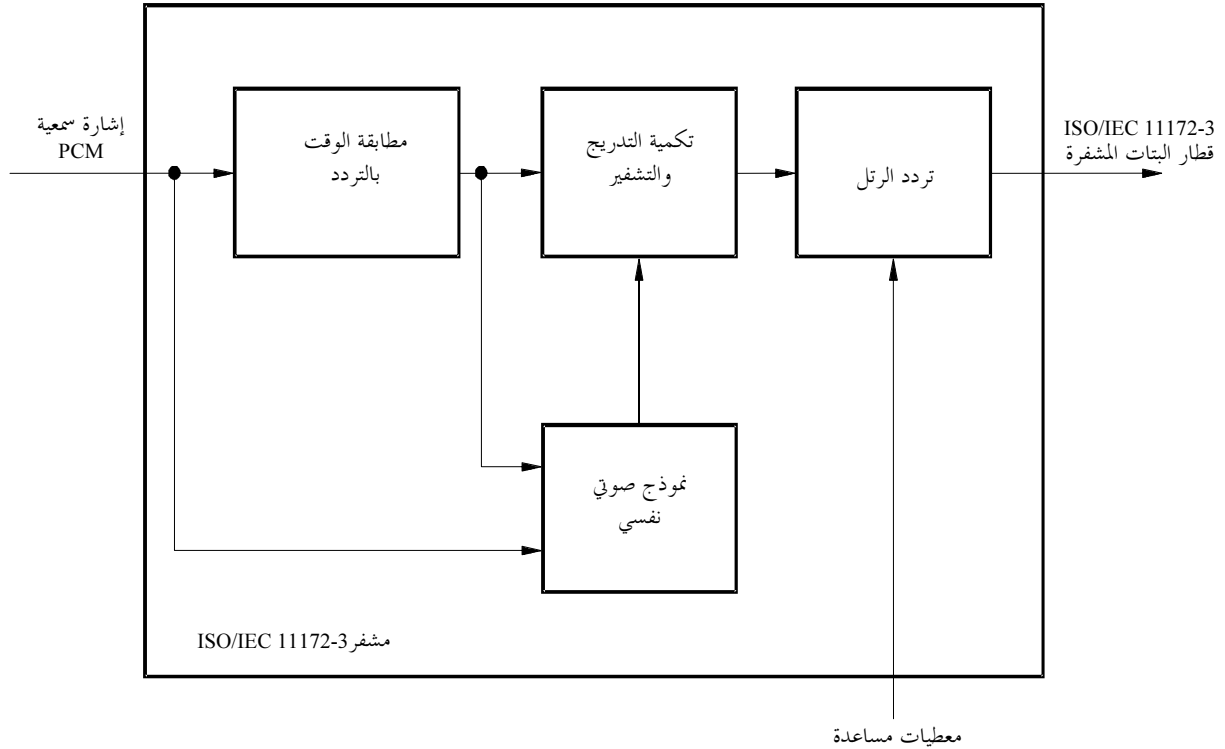 إشارة سمعية
PCM
مطابقة الوقت
بالتردد
تكمية التدريج
والتشفير
تردد الرتل
ISO/IEC 11172-3
قطار البتات المشفرة
نموذج صوتي
نفسي
مشفر ISO/IEC 11172-3
معطيات مساعدة